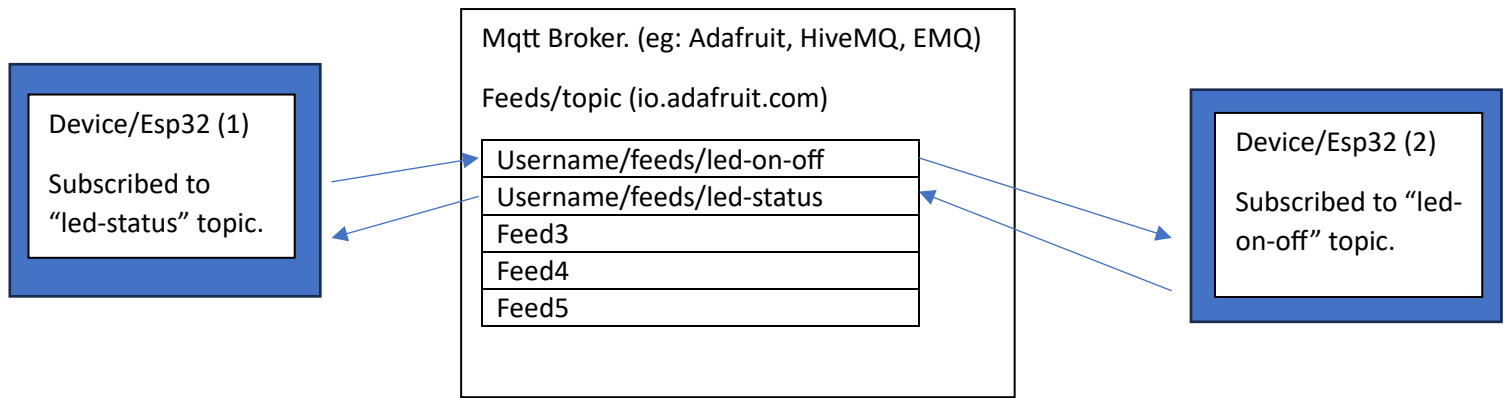 Device/Esp32 (1)
Subscribed to
“led-status” topic.
Mqtt Broker. (eg: Adafruit, HiveMQ, EMQ)
Feeds/topic (io.adafruit.com)
Username/feeds/led-on-off
Username/feeds/led-status
Feed3
Feed4
Feed5
Device/Esp32 (2)
Subscribed to “led-
on-off” topic.